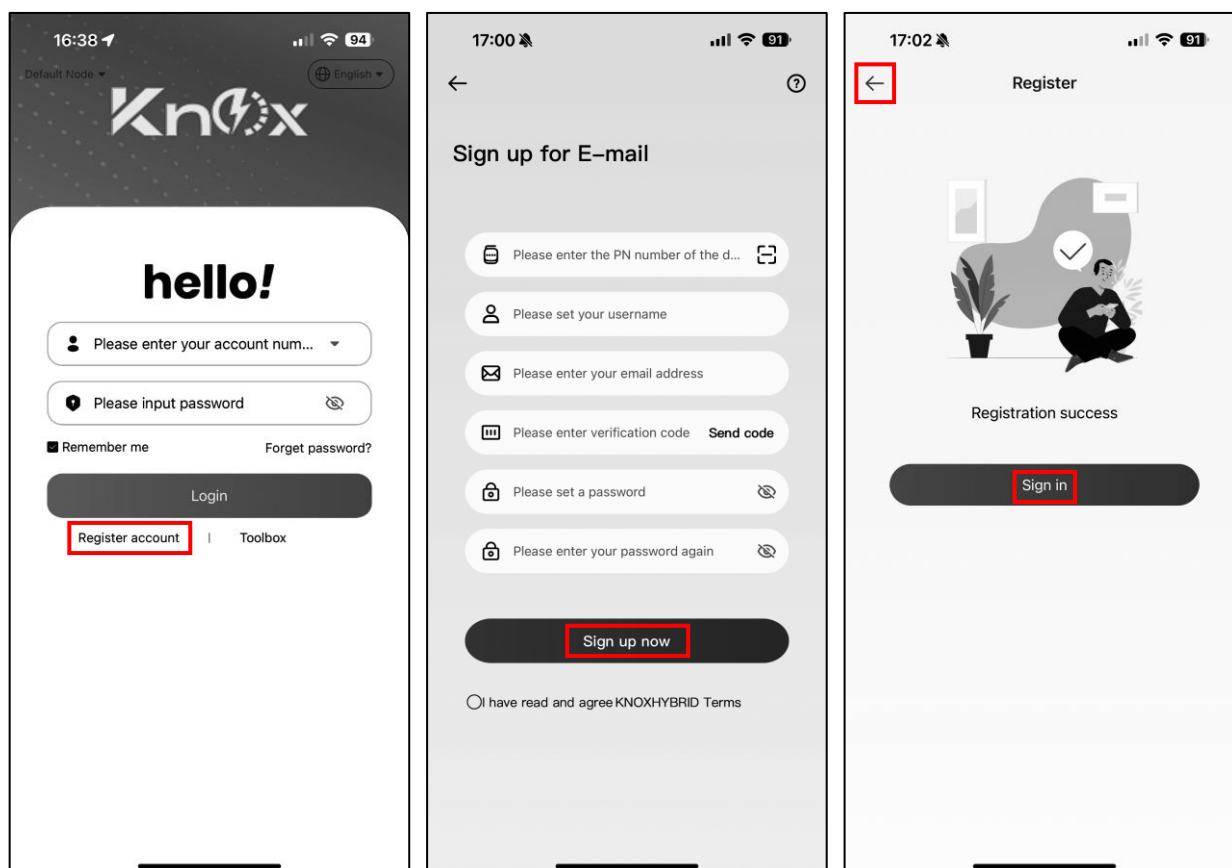 16:38
94
Default Node
English
Knox
hello!
Please enter your account num...
Please input password
Remember me
Forget password?
Login
Register account | Toolbox
17:00
91
Sign up for E-mail
Please enter the PN number of the d...
Please set your username
Please enter your email address
Please enter verification code Send code
Please set a password
Please enter your password again
Sign up now
I have read and agree KNOXHYBRID Terms
17:02
91
Register
Registration success
Sign in